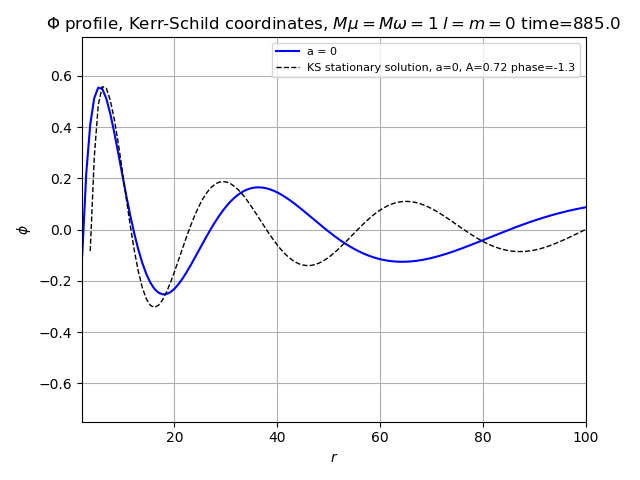 Φ profile, Kerr-Schild coordinates, Mμ = Mω = 1 l = m = 0 time=885.0
a = 0
KS stationary solution, a=0, A=0.72 phase=-1.3
0.6
0.4
0.2
0.0
−0.2
−0.4
−0.6
ϕ
20 40 60 80 100
r